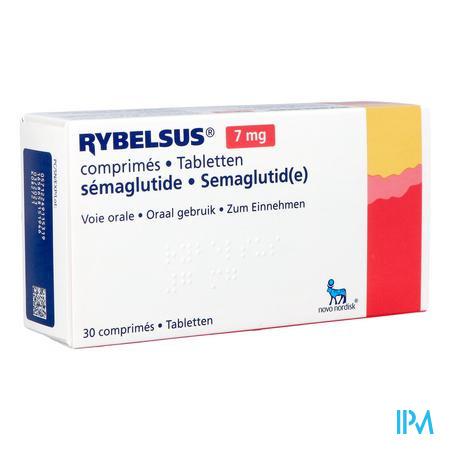 RYBELSUS® 7 mg
comprimés • Tabletten
sémaglutide • Semaglutid(e)
Voie orale • Oraal gebruik • Zum Einnehmen
30 comprimés • Tabletten
novo nordisk®
IPM